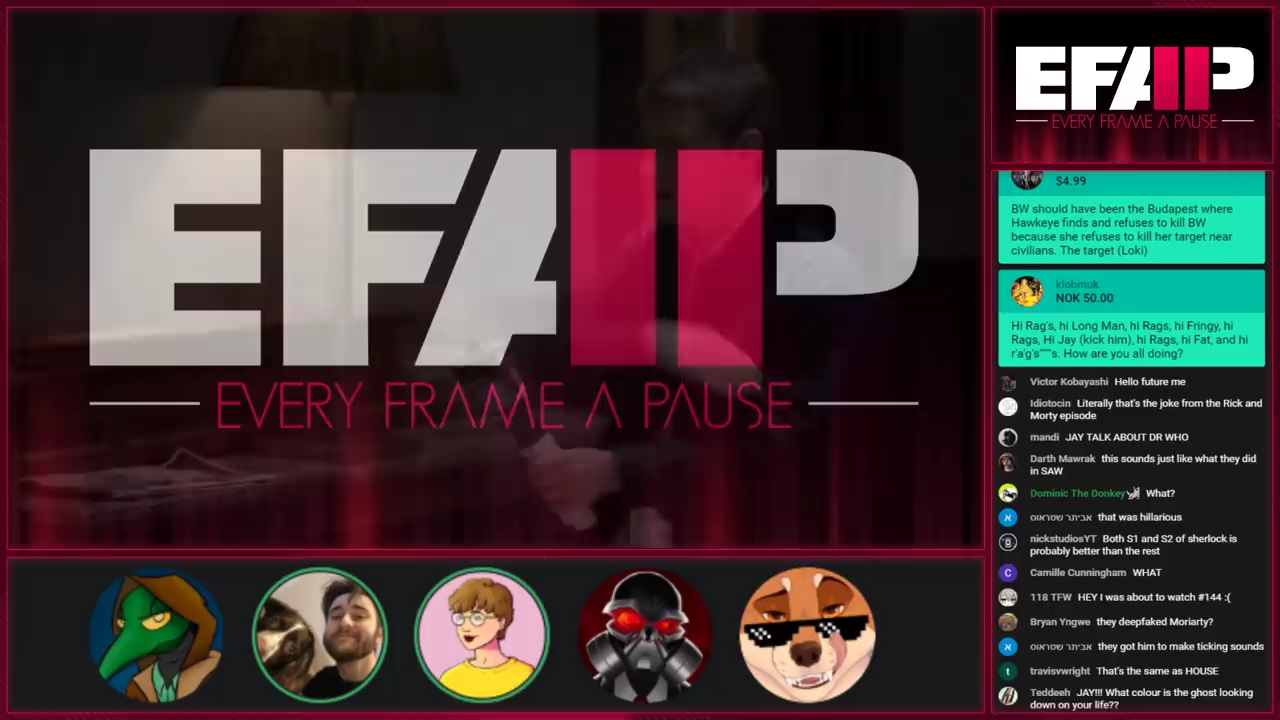 EFAP
EVERY FRAME A PAUSE
EFAP
EVERY FRAME A PAUSE
$4.99
BW should have been the Budapest where
Hawkeye finds and refuses to kill BW
because she refuses to kill her target near
civilians. The target (Loki)
klobmuk
NOK 50.00
Hi Rag's, hi Long Man, hi Rags, hi Fringy, hi
Rags, Hi Jay (kick him), hi Rags, hi Fat, and hi
r'a'g's""''s. How are you all doing?
Victor Kobayashi Hello future me
Idiotocin Literally that's the joke from the Rick and
Morty episode
mandi JAY TALK ABOUT DR WHO
Darth Mawrak this sounds just like what they did
in SAW
Dominic The Donkey What?
אביתר שטראוס that was hillarious
nickstudiosYT Both S1 and S2 of sherlock is
probably better than the rest
C Camille Cunningham WHAT
118 TFW HEY I was about to watch #144 :(
Bryan Yngwe they deepfaked Moriarty?
אביתר שטראוס they got him to make ticking sounds
t travisvwright That's the same as HOUSE
Teddeeh JAY!!! What colour is the ghost looking
down on your life??